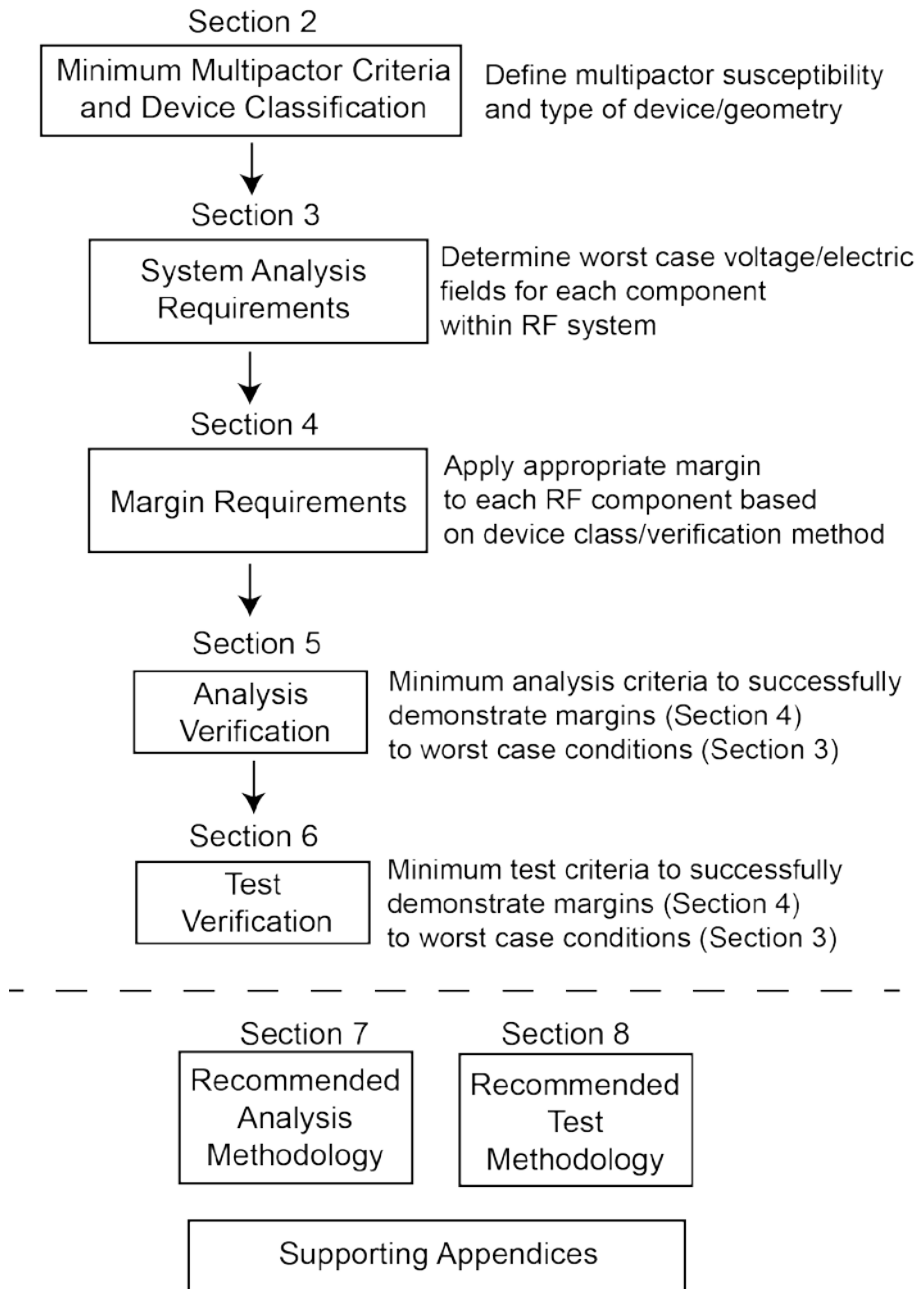 Section 2
Minimum Multipactor Criteria
and Device Classification
Define multipactor susceptibility
and type of device/geometry
Section 3
System Analysis
Requirements
Determine worst case voltage/electric
fields for each component
within RF system
Section 4
Margin Requirements
Apply appropriate margin
to each RF component based
on device class/verification method
Section 5
Analysis
Verification
Minimum analysis criteria to successfully
demonstrate margins (Section 4)
to worst case conditions (Section 3)
Section 6
Test
Verification
Minimum test criteria to successfully
demonstrate margins (Section 4)
to worst case conditions (Section 3)
Section 7
Recommended
Analysis
Methodology
Section 8
Recommended
Test
Methodology
Supporting Appendices